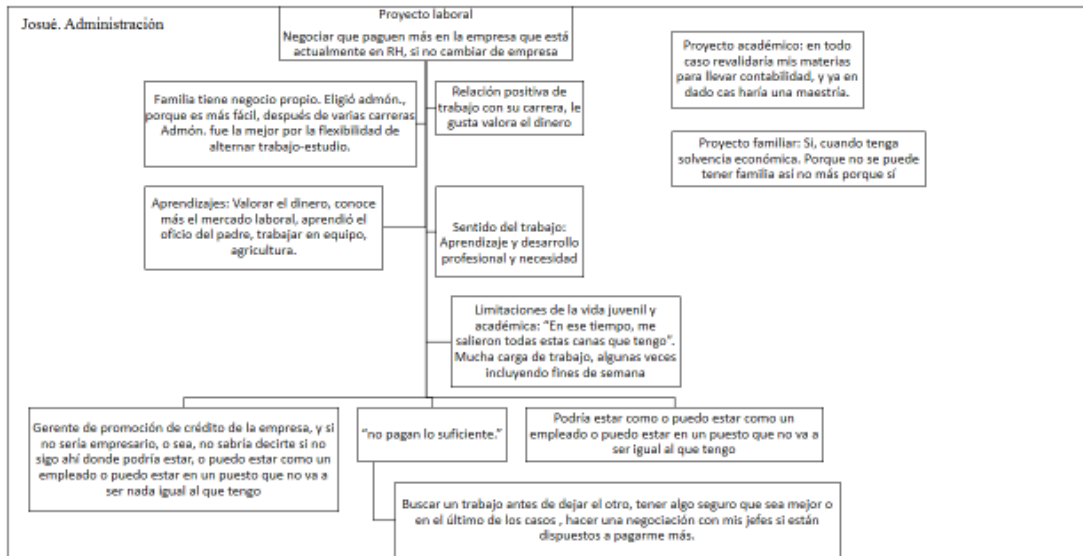 Josué. Administración
Proyecto laboral
Negociar que paguen más en la empresa que está
actualmente en RH, si no cambiar de empresa
Proyecto académico: en todo
caso revalidaría mis materias
para llevar contabilidad, y ya en
dado cas haría una maestría.
Familia tiene negocio propio. Eligió admón.,
porque es más fácil, después de varias carreras
Admón. fue la mejor por la flexibilidad de
alternar trabajo-estudio.
Relación positiva de
trabajo con su carrera, le
gusta valora el dinero
Proyecto familiar: Si, cuando tenga
solvencia económica. Porque no se puede
tener familia así no más porque sí
Aprendizajes: Valorar el dinero, conoce
más el mercado laboral, aprendió el
oficio del padre, trabajar en equipo,
agricultura.
Sentido del trabajo:
Aprendizaje y desarrollo
profesional y necesidad
Limitaciones de la vida juvenil y
académica: “En ese tiempo, me
salieron todas estas canas que tengo”.
Mucha carga de trabajo, algunas veces
incluyendo fines de semana
Gerente de promoción de crédito de la empresa, y si
no sería empresario, o sea, no sabría decirte si no
sigo ahí donde podría estar, o puedo estar como un
empleado o puedo estar en un puesto que no va a
ser nada igual al que tengo
“no pagan lo suficiente.”
Podría estar como o puedo estar como un
empleado o puedo estar en un puesto que no va a
ser igual al que tengo
Buscar un trabajo antes de dejar el otro, tener algo seguro que sea mejor o
en el último de los casos , hacer una negociación con mis jefes si están
dispuestos a pagarme más.